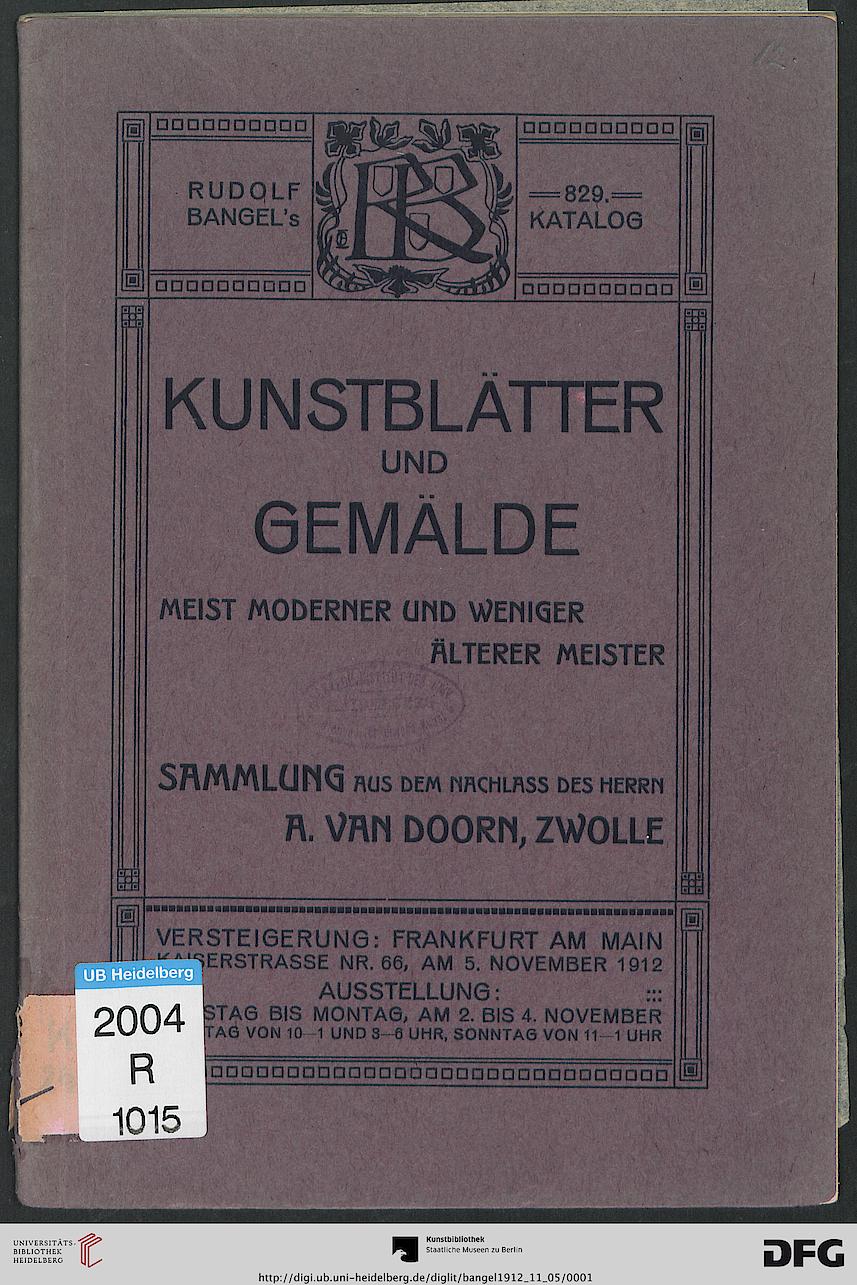 RUDOLF
BANGEL's
829.
KATALOG
KUNSTBLÄTTER
UND
GEMÄLDE
MEIST MODERNER UND WENIGER
ÄLTERER MEISTER
SAMMLUNG AUS DEM NACHLASS DES HERRN
A. VAN DOORN, ZWOLLE
VERSTEIGERUNG: FRANKFURT AM MAIN
KAISERSTRASSE NR. 66, AM 5. NOVEMBER 1912
AUSSTELLUNG:
BIS MONTAG, AM 2. BIS 4. NOVEMBER
VON 10—1 UND 3—6 UHR, SONNTAG VON 11—1 UHR
UB Heidelberg
2004
R
1015
UNIVERSITÄTS-
BIBLIOTHEK
HEIDELBERG
Kunstbibliothek
Staatliche Museen zu Berlin
DFG
http://digi.ub.uni-heidelberg.de/diglit/bangel1912_11_05/0001